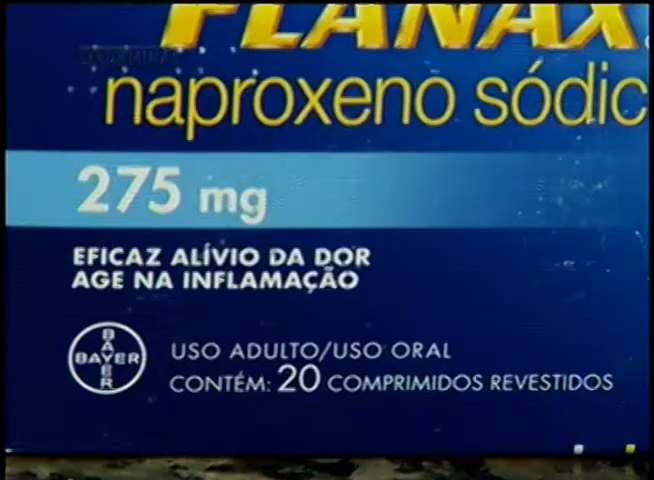 FLANAX
naproxeno sódic
275 mg
EFICAZ ALÍVIO DA DOR
AGE NA INFLAMAÇÃO
BAYER
BAYER
USO ADULTO/USO ORAL
CONTÉM: 20 COMPRIMIDOS REVESTIDOS